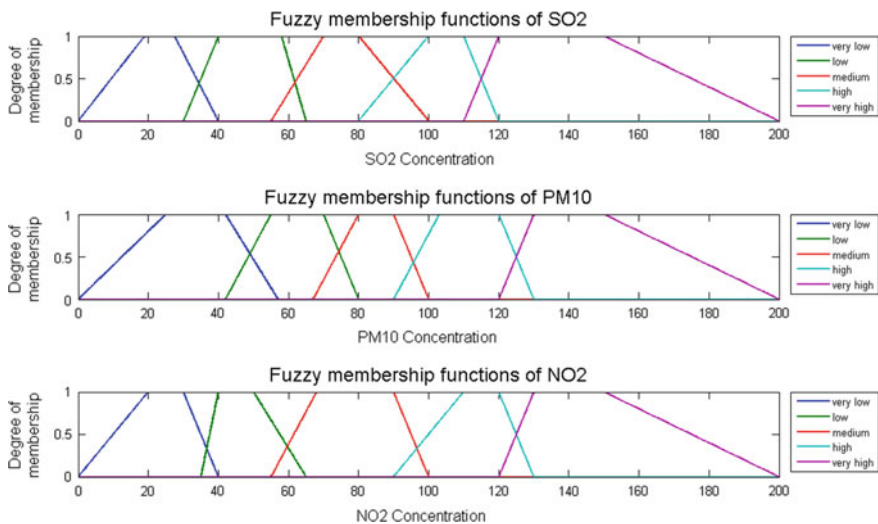 Fuzzy membership functions of SO2
Degree of
membership
1
0.5
0
0 20 40 60 80 100 120 140 160 180 200
SO2 Concentration
very low
low
medium
high
very high
Fuzzy membership functions of PM10
Degree of
membership
1
0.5
0
0 20 40 60 80 100 120 140 160 180 200
PM10 Concentration
very low
low
medium
high
very high
Fuzzy membership functions of NO2
Degree of
membership
1
0.5
0
0 20 40 60 80 100 120 140 160 180 200
NO2 Concentration
very low
low
medium
high
very high